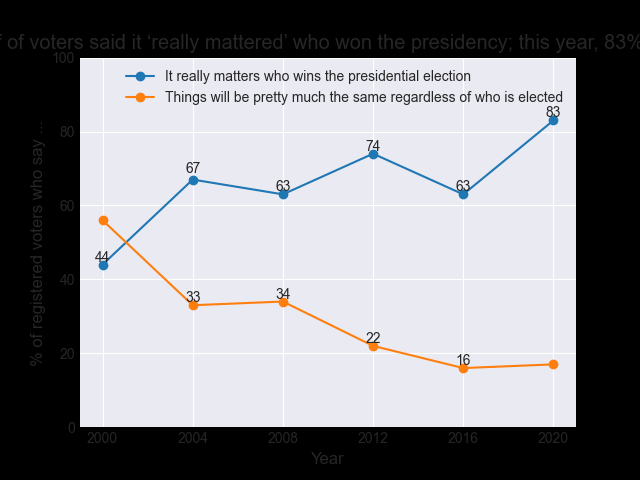 of voters said it ‘really mattered’ who won the presidency; this year, 83%
It really matters who wins the presidential election
Things will be pretty much the same regardless of who is elected
% of registered voters who say ...
100
80
60
40
20
0
83
74
67
63
63
44
33
34
22
16
2000 2004 2008 2012 2016 2020
Year